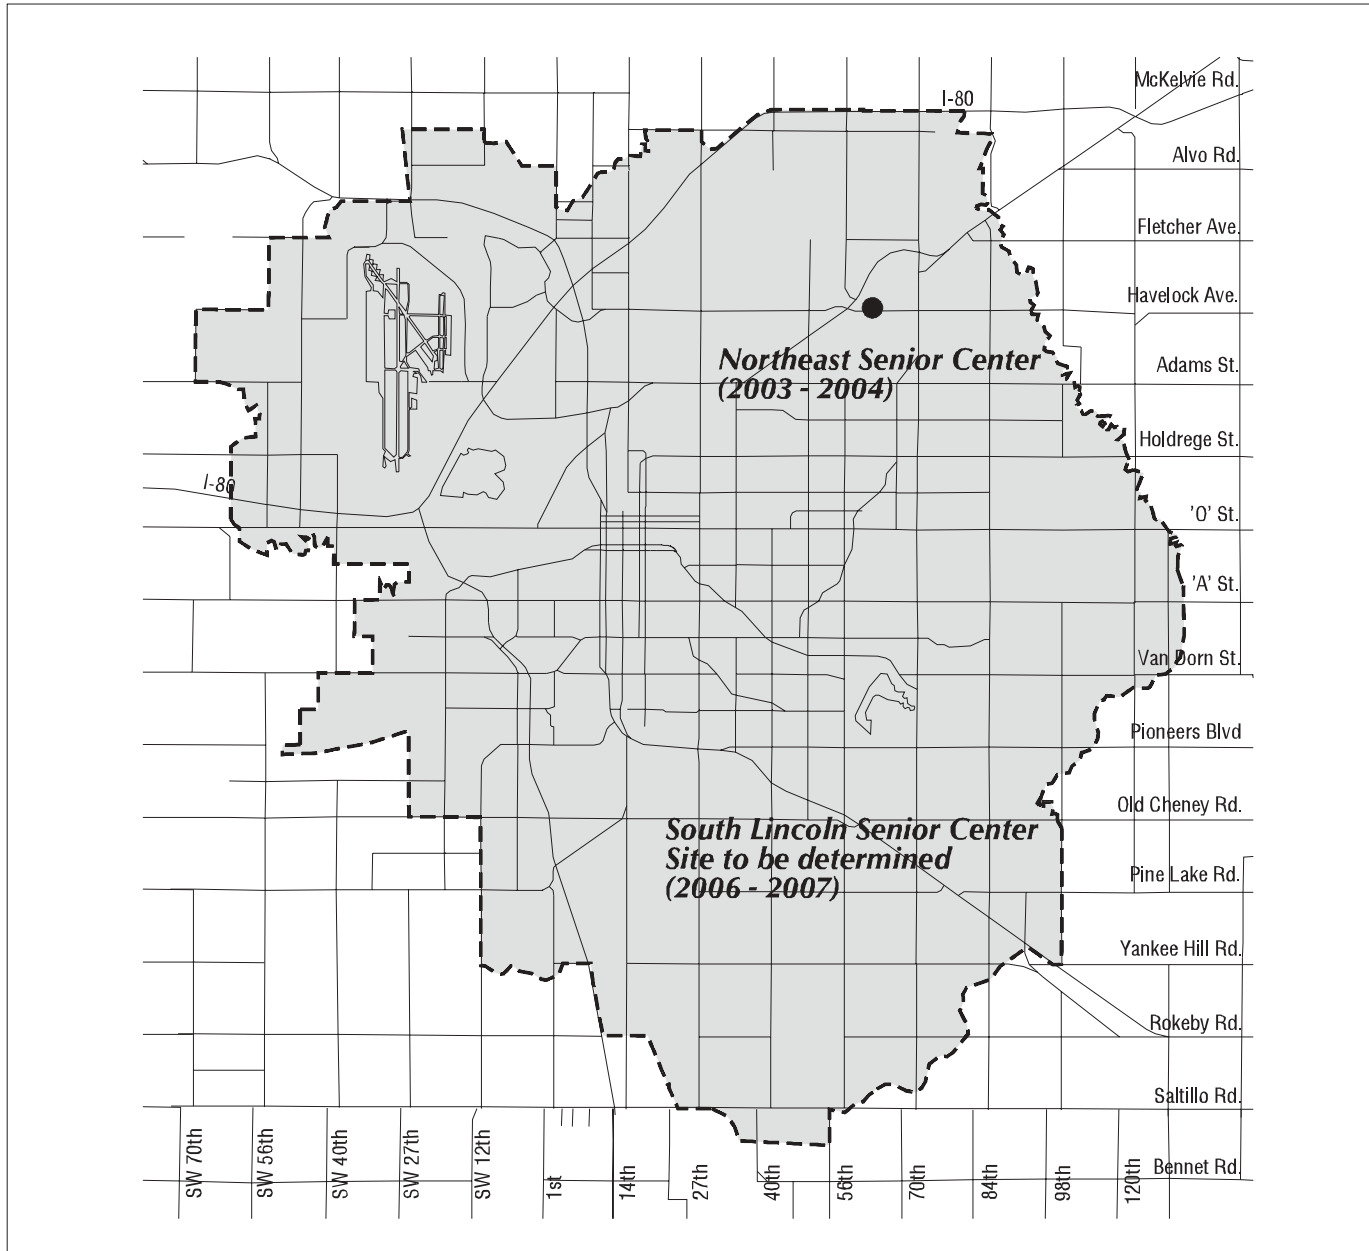 McKelvie Rd.
I-80
Alvo Rd.
Fletcher Ave.
Havelock Ave.
Northeast Senior Center
(2003 - 2004)
Adams St.
Holdrege St.
I-80
'O' St.
'A' St.
Van Dorn St.
Pioneers Blvd
Old Cheney Rd.
South Lincoln Senior Center
Site to be determined
(2006 - 2007)
Pine Lake Rd.
Yankee Hill Rd.
Rokeby Rd.
Saltillo Rd.
Bennet Rd.
SW 70th
SW 56th
SW 40th
SW 27th
SW 12th
1st
14th
27th
40th
56th
70th
84th
98th
120th